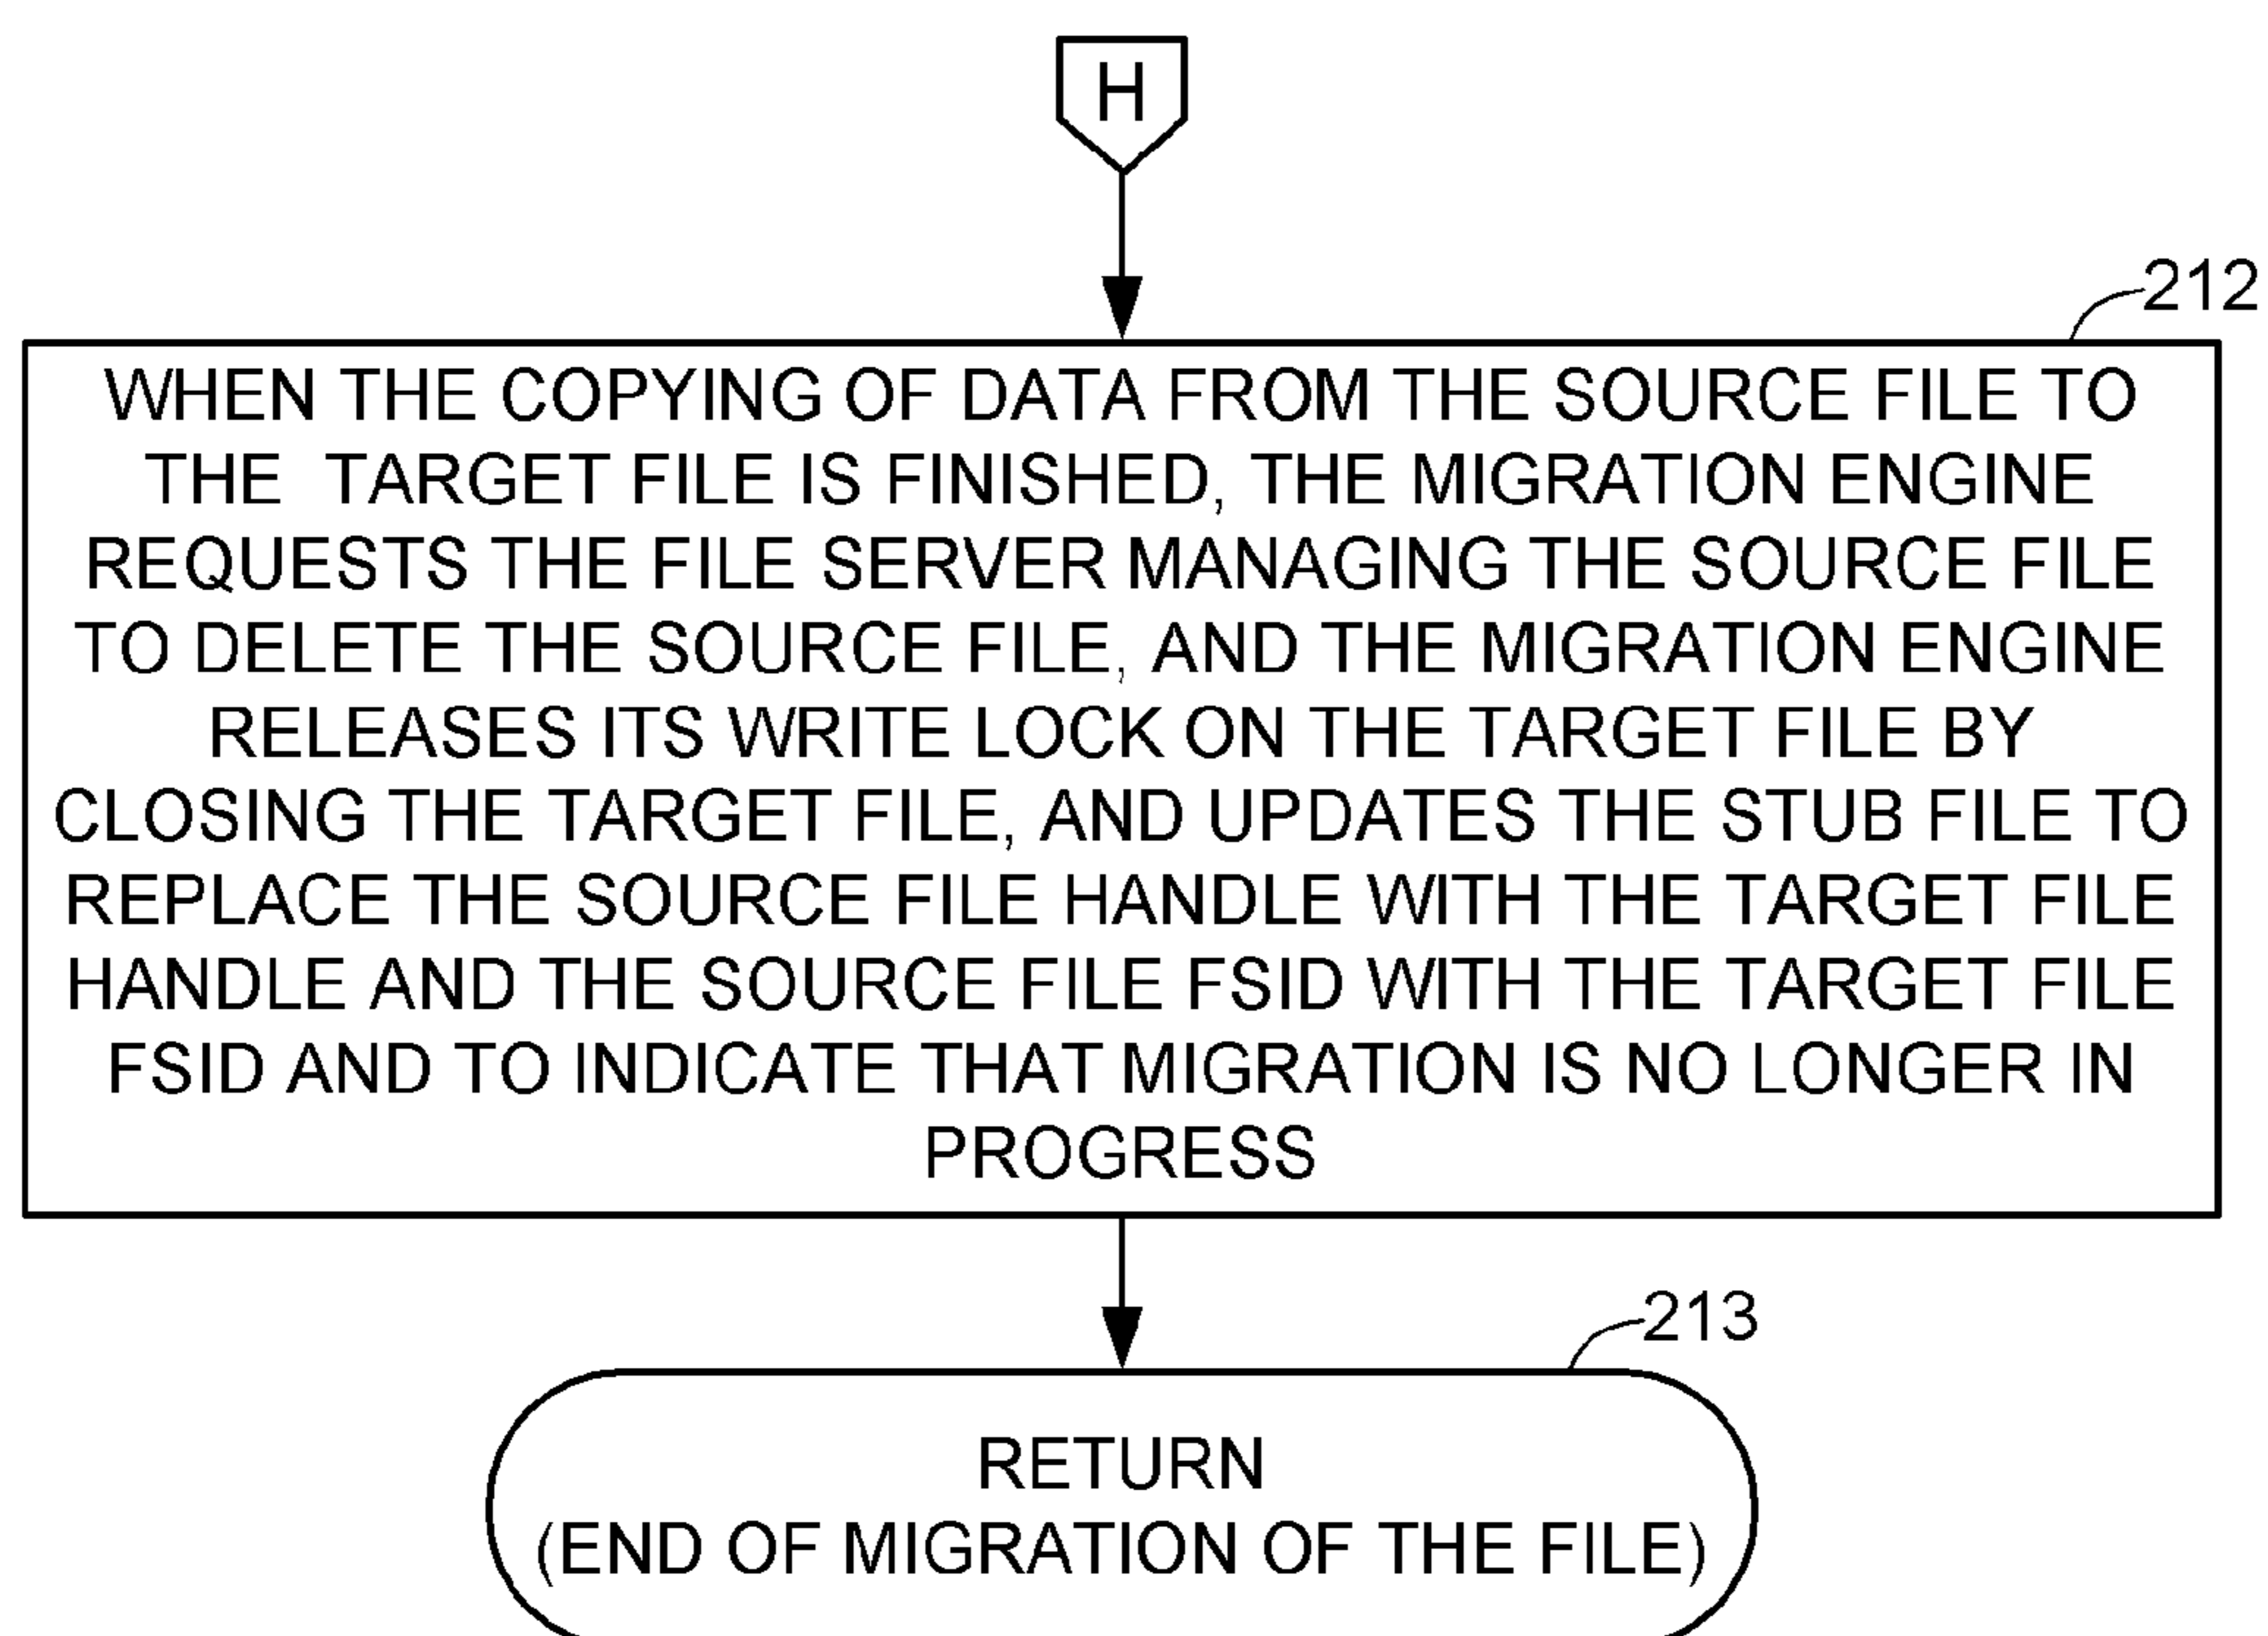 H
212
WHEN THE COPYING OF DATA FROM THE SOURCE FILE TO
THE TARGET FILE IS FINISHED, THE MIGRATION ENGINE
REQUESTS THE FILE SERVER MANAGING THE SOURCE FILE
TO DELETE THE SOURCE FILE, AND THE MIGRATION ENGINE
RELEASES ITS WRITE LOCK ON THE TARGET FILE BY
CLOSING THE TARGET FILE, AND UPDATES THE STUB FILE TO
REPLACE THE SOURCE FILE HANDLE WITH THE TARGET FILE
HANDLE AND THE SOURCE FILE FSID WITH THE TARGET FILE
FSID AND TO INDICATE THAT MIGRATION IS NO LONGER IN
PROGRESS
213
RETURN
(END OF MIGRATION OF THE FILE)